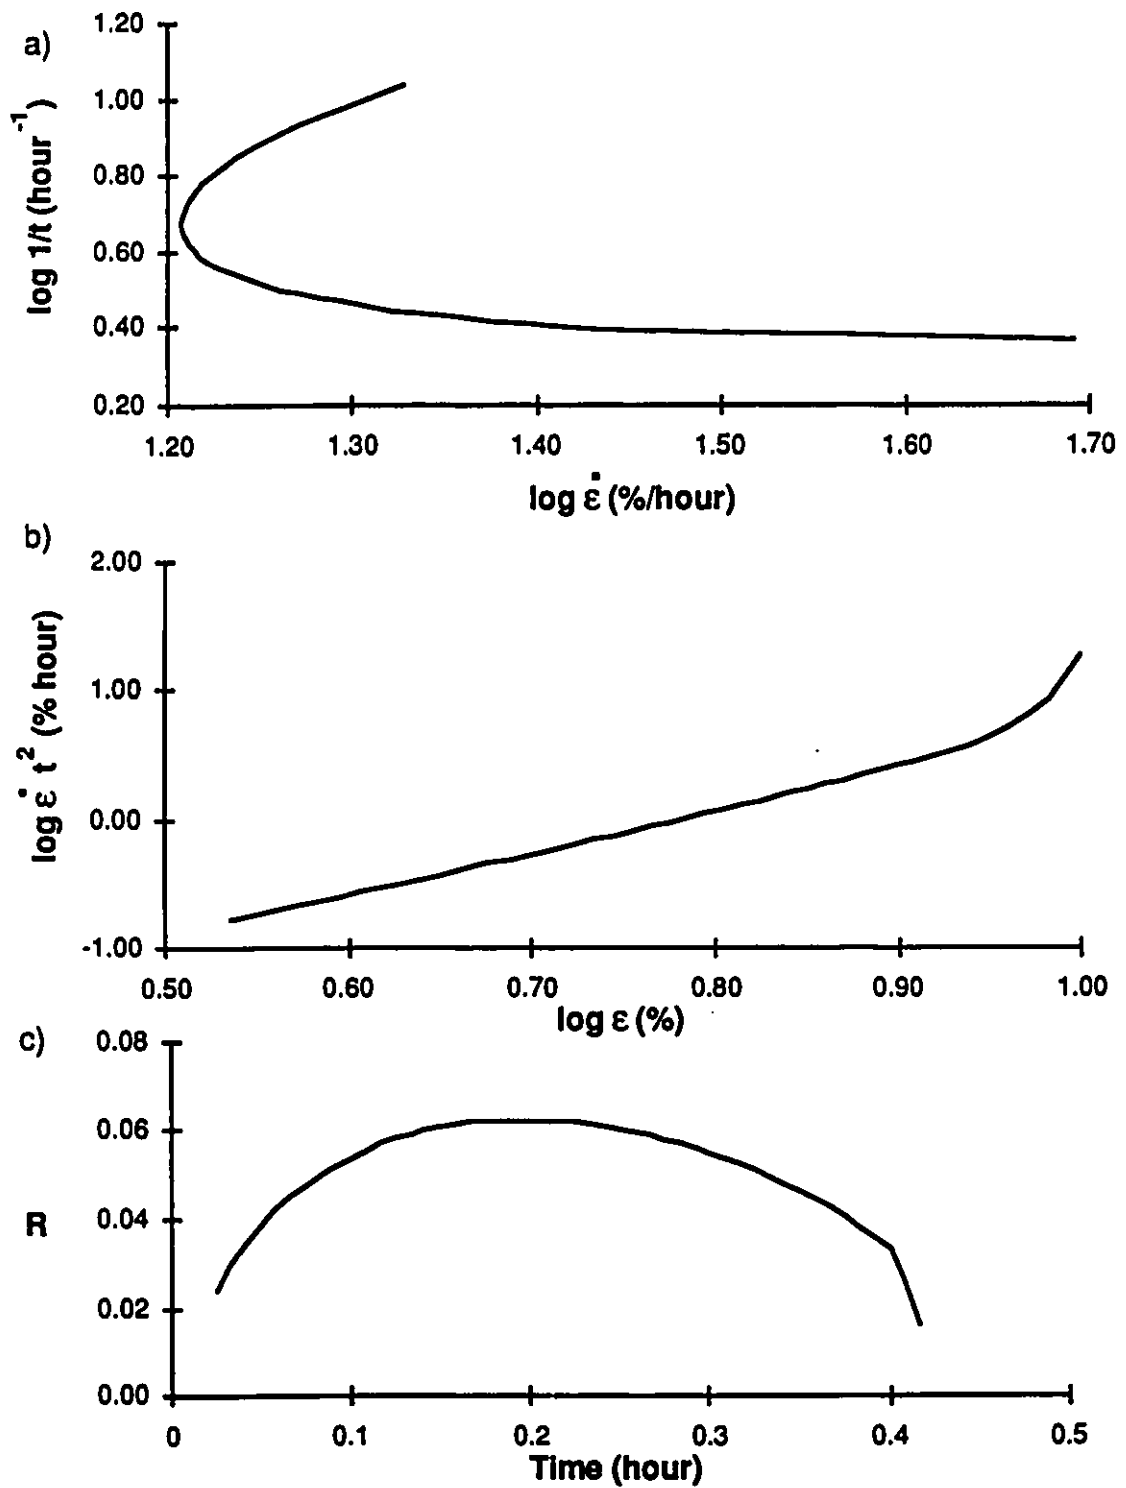 a)
1.20
1.00
0.80
0.60
0.40
0.20
log 1/t (hour⁻¹)
1.20 1.30 1.40 1.50 1.60 1.70
log ε̇ (%/hour)
b)
2.00
1.00
0.00
-1.00
log ε̇ t² (% hour)
0.50 0.60 0.70 0.80 0.90 1.00
log ε (%)
c)
0.08
0.06
0.04
0.02
0.00
R
0 0.1 0.2 0.3 0.4 0.5
Time (hour)